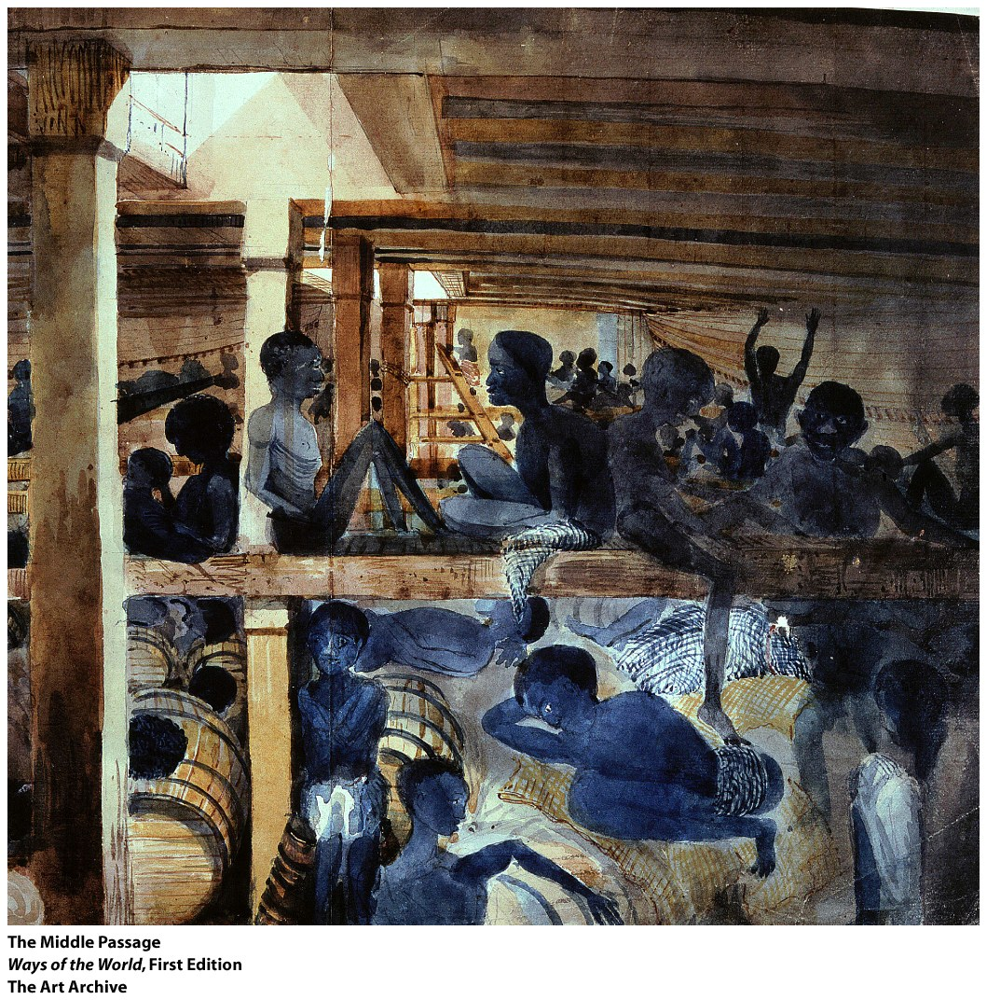 The Middle Passage
Ways of the World, First Edition
The Art Archive